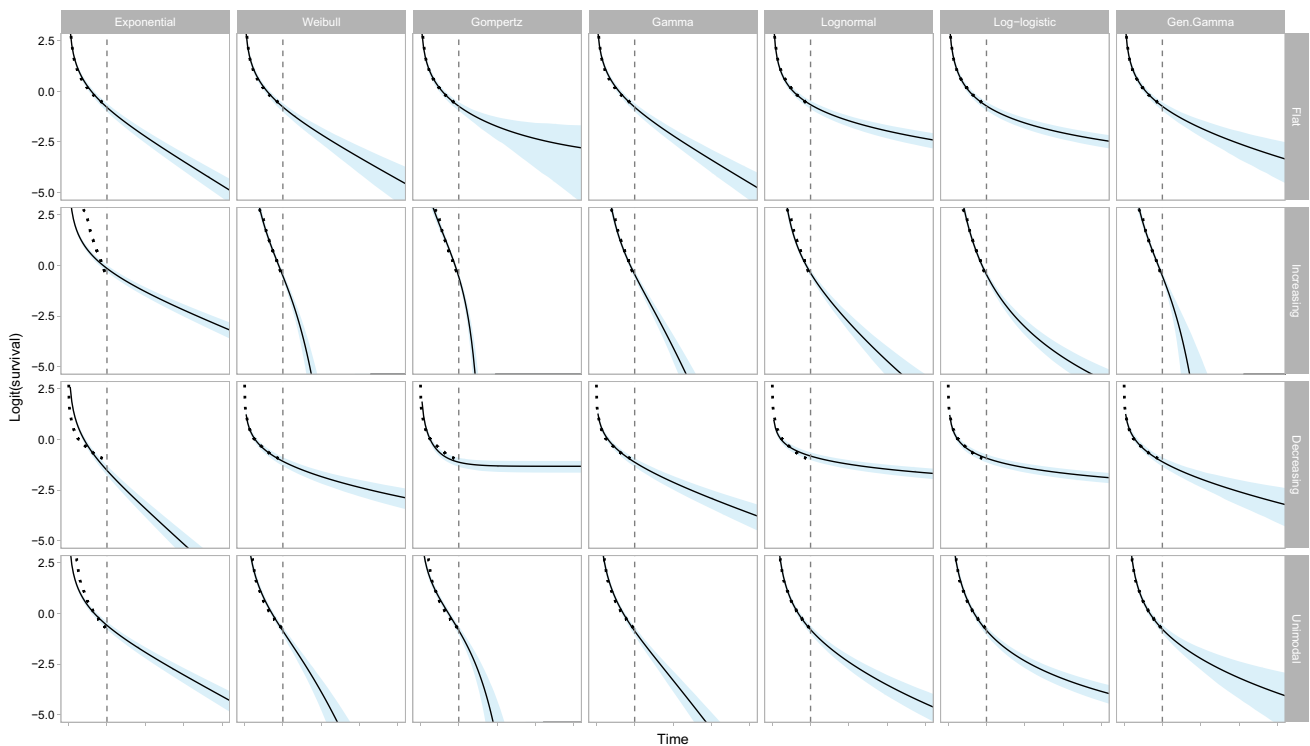 Exponential Weibull Gompertz Gamma Lognormal Log−logistic Gen.Gamma
2.5
0.0
−2.5
−5.0
Flat
2.5
0.0
−2.5
−5.0
Increasing
2.5
0.0
−2.5
−5.0
Decreasing
2.5
0.0
−2.5
−5.0
Unimodal
Logit(survival)
Time